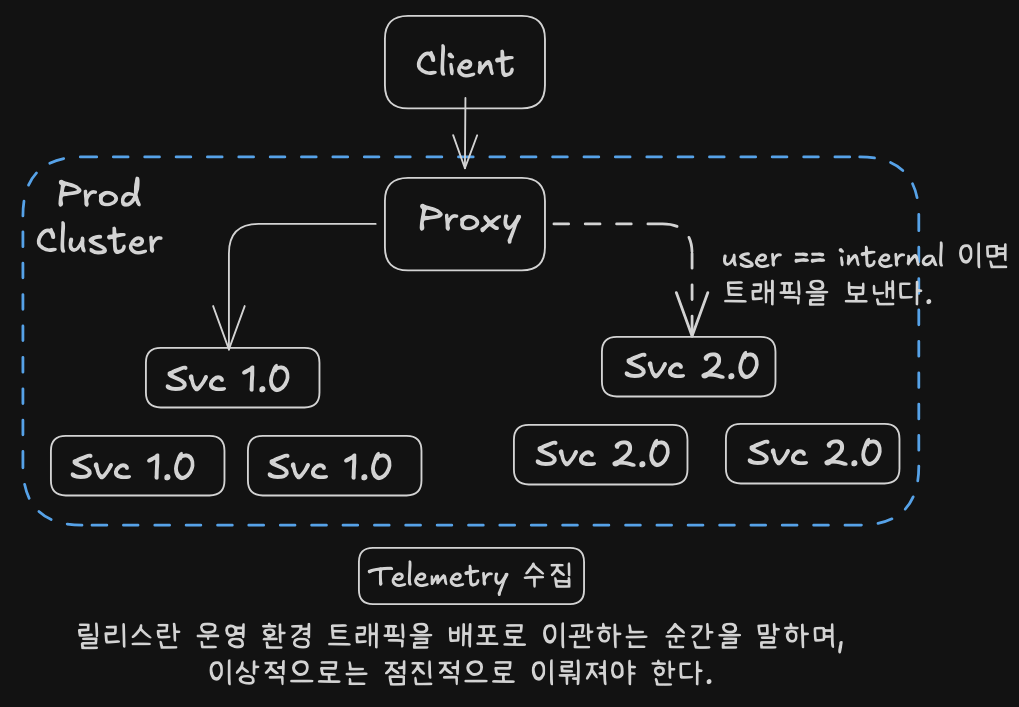 Client
Prod
Cluster
Proxy
user == internal 이면
트래픽을 보낸다.
Svc 1.0
Svc 2.0
Svc 1.0
Svc 1.0
Svc 2.0
Svc 2.0
Telemetry 수집
릴리스란 운영 환경 트래픽을 배포로 이관하는 순간을 말하며,
이상적으로는 점진적으로 이뤄져야 한다.